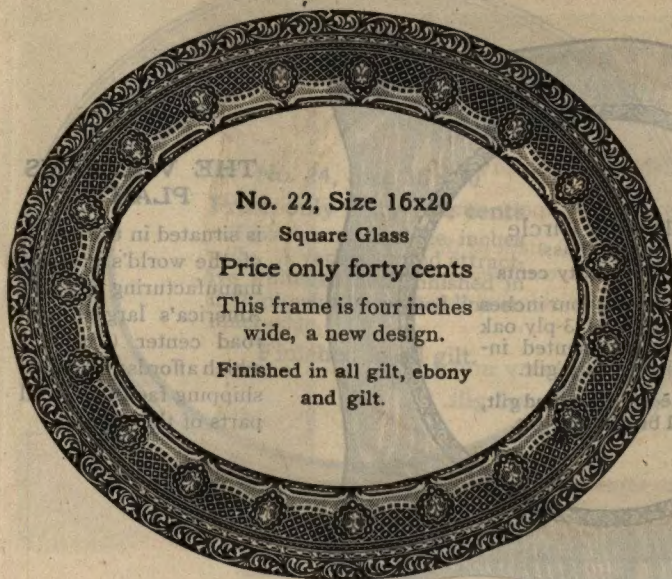 No. 22, Size 16x20
Square Glass
Price only forty cents
This frame is four inches
wide, a new design.
Finished in all gilt, ebony
and gilt.